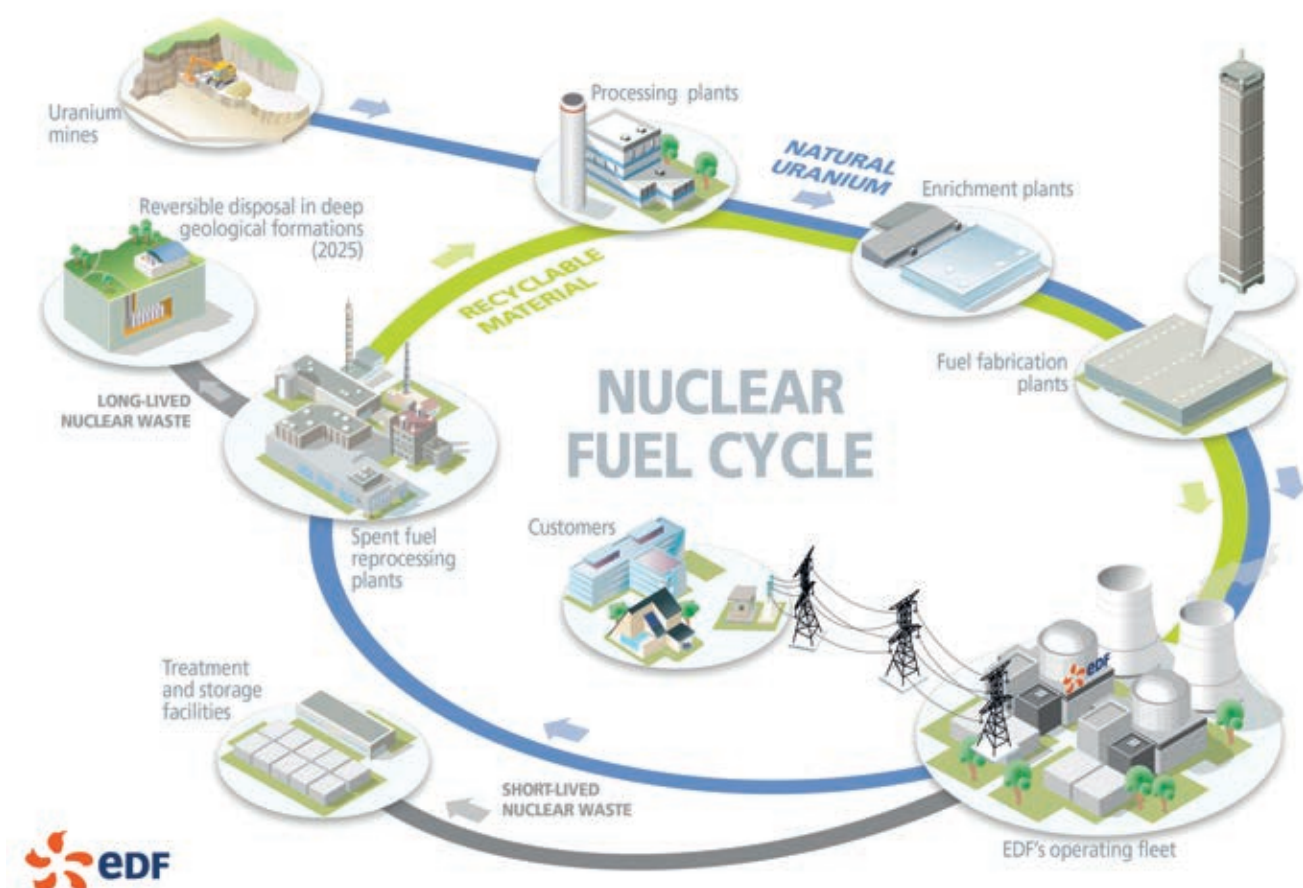 Uranium
mines
Processing plants
NATURAL
URANIUM
Enrichment plants
Reversible disposal in deep
geological formations
(2025)
RECYCLABLE
MATERIAL
Fuel fabrication
plants
LONG-LIVED
NUCLEAR WASTE
NUCLEAR
FUEL CYCLE
Spent fuel
reprocessing
plants
Customers
EDF
Treatment
and storage
facilities
SHORT-LIVED
NUCLEAR WASTE
EDF's operating fleet
EDF